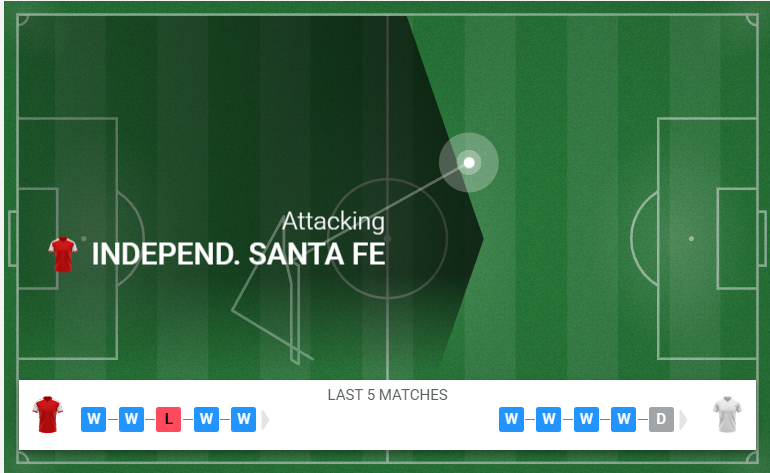 Attacking
INDEPEND. SANTA FE
LAST 5 MATCHES
W W L W W
W W W W D